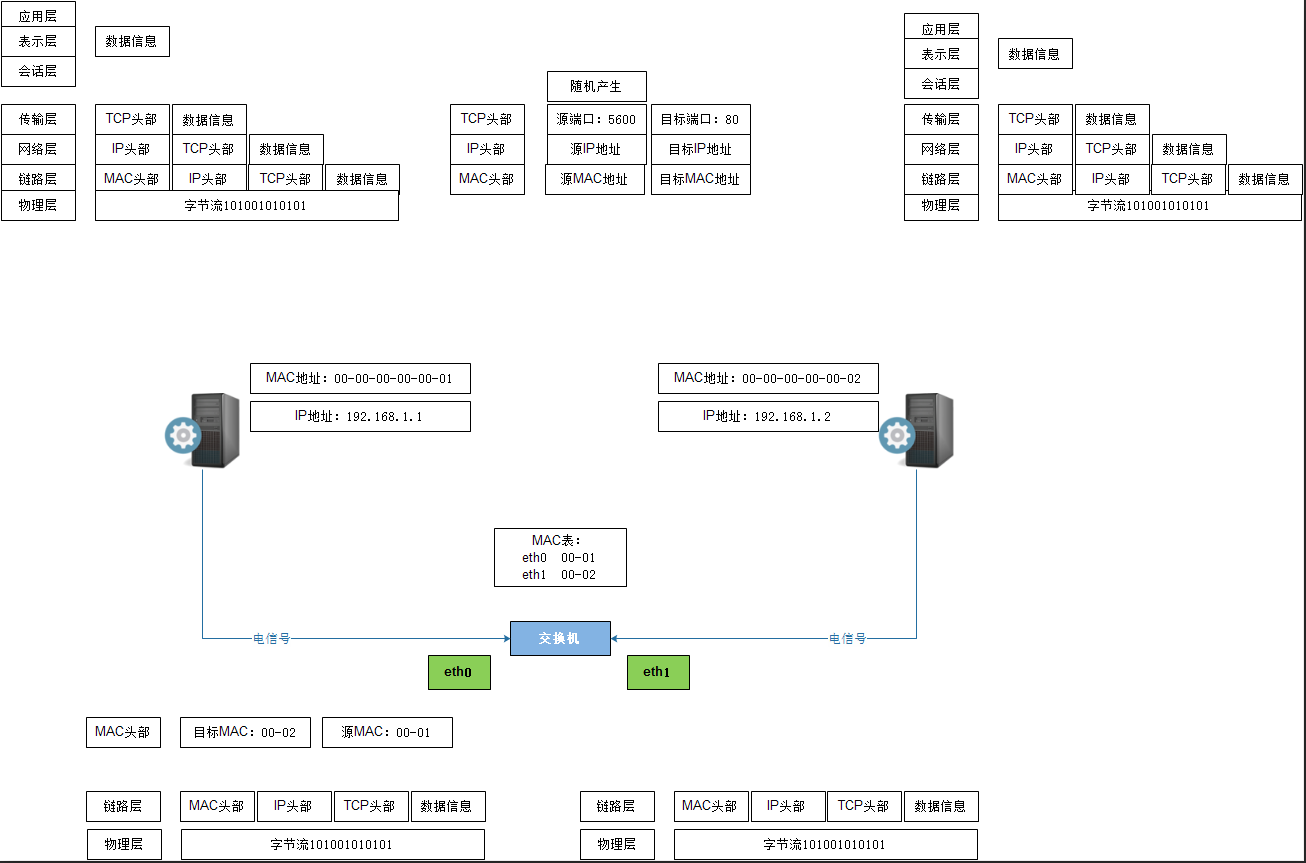 应用层
表示层
数据信息
会话层
传输层
TCP头部
数据信息
网络层
IP头部
TCP头部
数据信息
链路层
MAC头部
IP头部
TCP头部
数据信息
物理层
字节流101001010101
随机产生
TCP头部
源端口：5600
目标端口：80
IP头部
源IP地址
目标IP地址
MAC头部
源MAC地址
目标MAC地址
应用层
表示层
数据信息
会话层
传输层
TCP头部
数据信息
网络层
IP头部
TCP头部
数据信息
链路层
MAC头部
IP头部
TCP头部
数据信息
物理层
字节流101001010101
MAC地址：00-00-00-00-00-01
IP地址：192.168.1.1
MAC地址：00-00-00-00-00-02
IP地址：192.168.1.2
MAC表：
eth0 00-01
eth1 00-02
电信号
交换机
电信号
eth0
eth1
MAC头部
目标MAC：00-02
源MAC：00-01
链路层
MAC头部
IP头部
TCP头部
数据信息
物理层
字节流101001010101
链路层
MAC头部
IP头部
TCP头部
数据信息
物理层
字节流101001010101